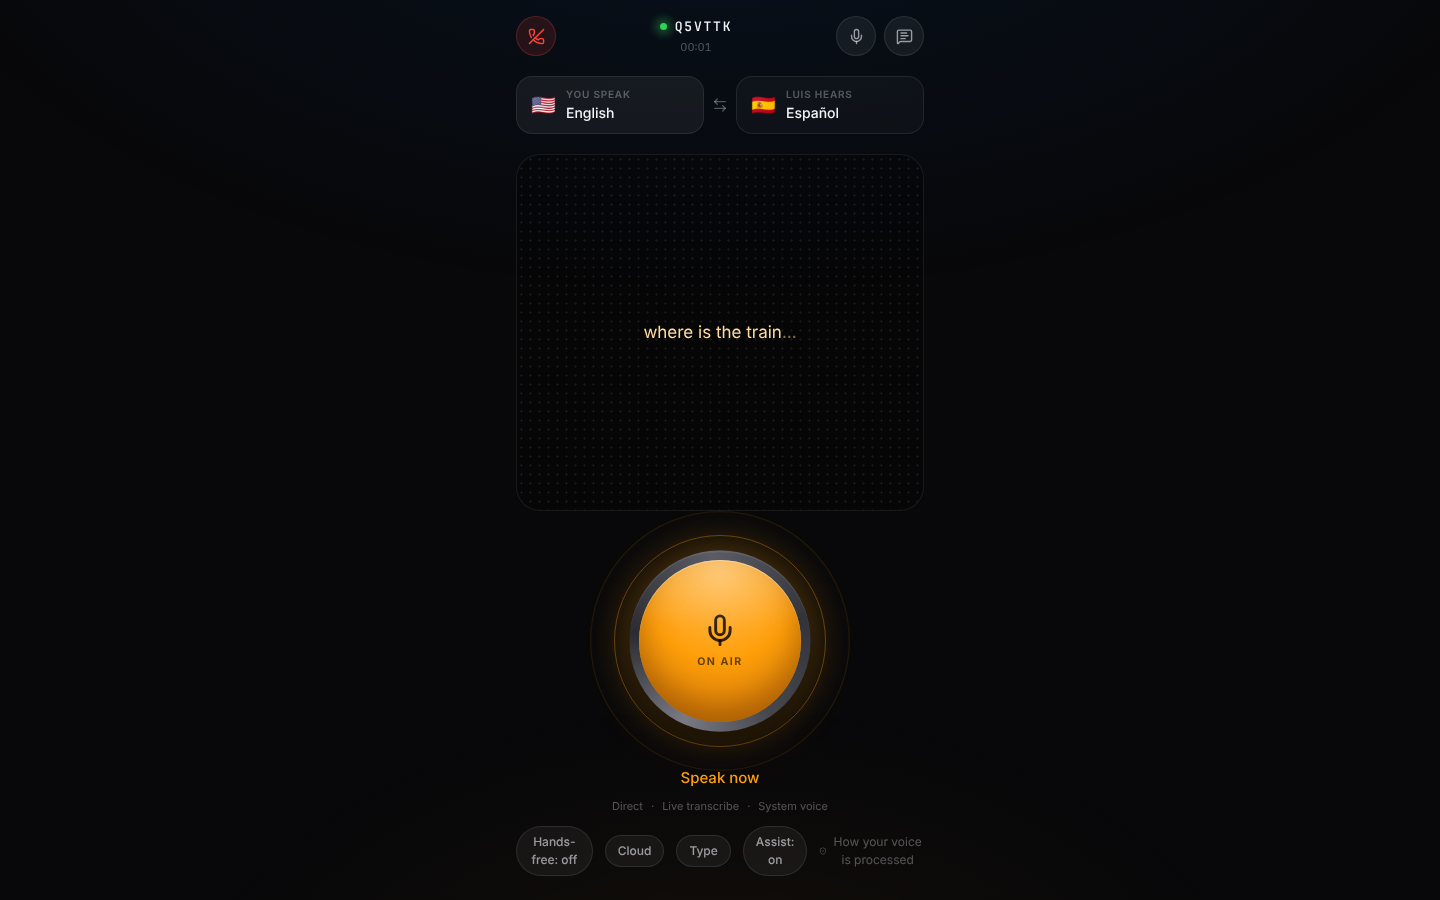 Q5VTTK
00:01
YOU SPEAK
English
LUIS HEARS
Español
where is the train...
ON AIR
Speak now
Direct · Live transcribe · System voice
Hands-
free: off
Cloud
Type
Assist:
on
How your voice
is processed